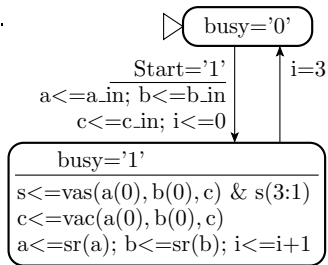 busy='0'
Start='1'
i=3
a<=a_in; b<=b_in
c<=c_in; i<=0
busy='1'
s<=vas(a(0),b(0),c) & s(3:1)
c<=vac(a(0),b(0),c)
a<=sr(a); b<=sr(b); i<=i+1